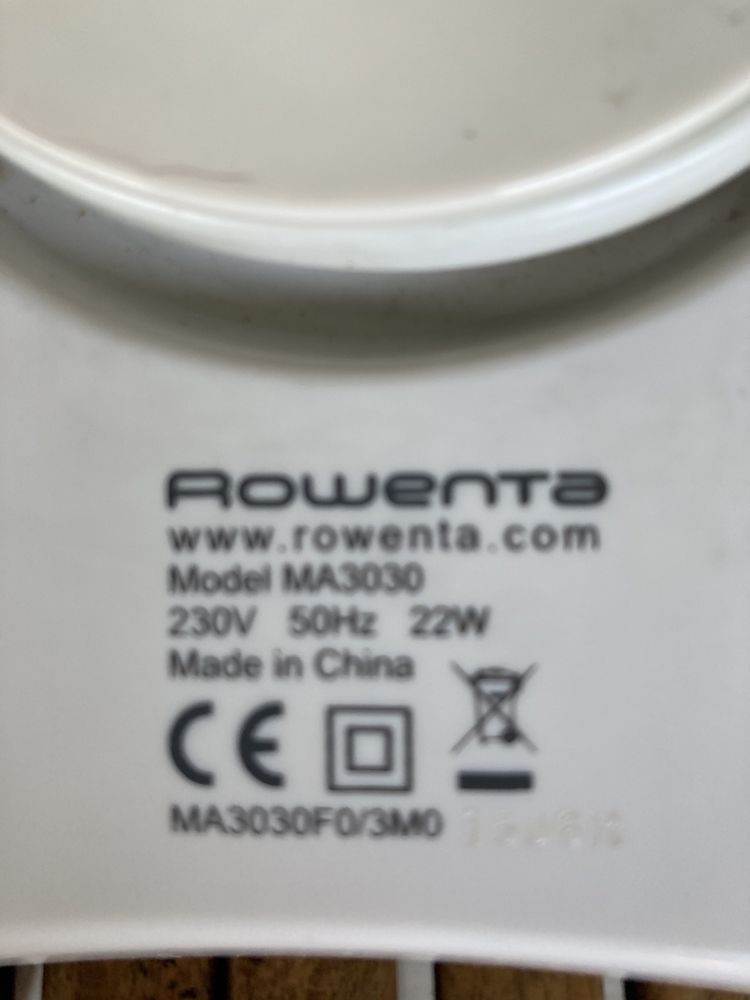 Rowenta
www.rowenta.com
Model MA3030
230V 50Hz 22W
Made in China
CE
MA3030F0/3M0